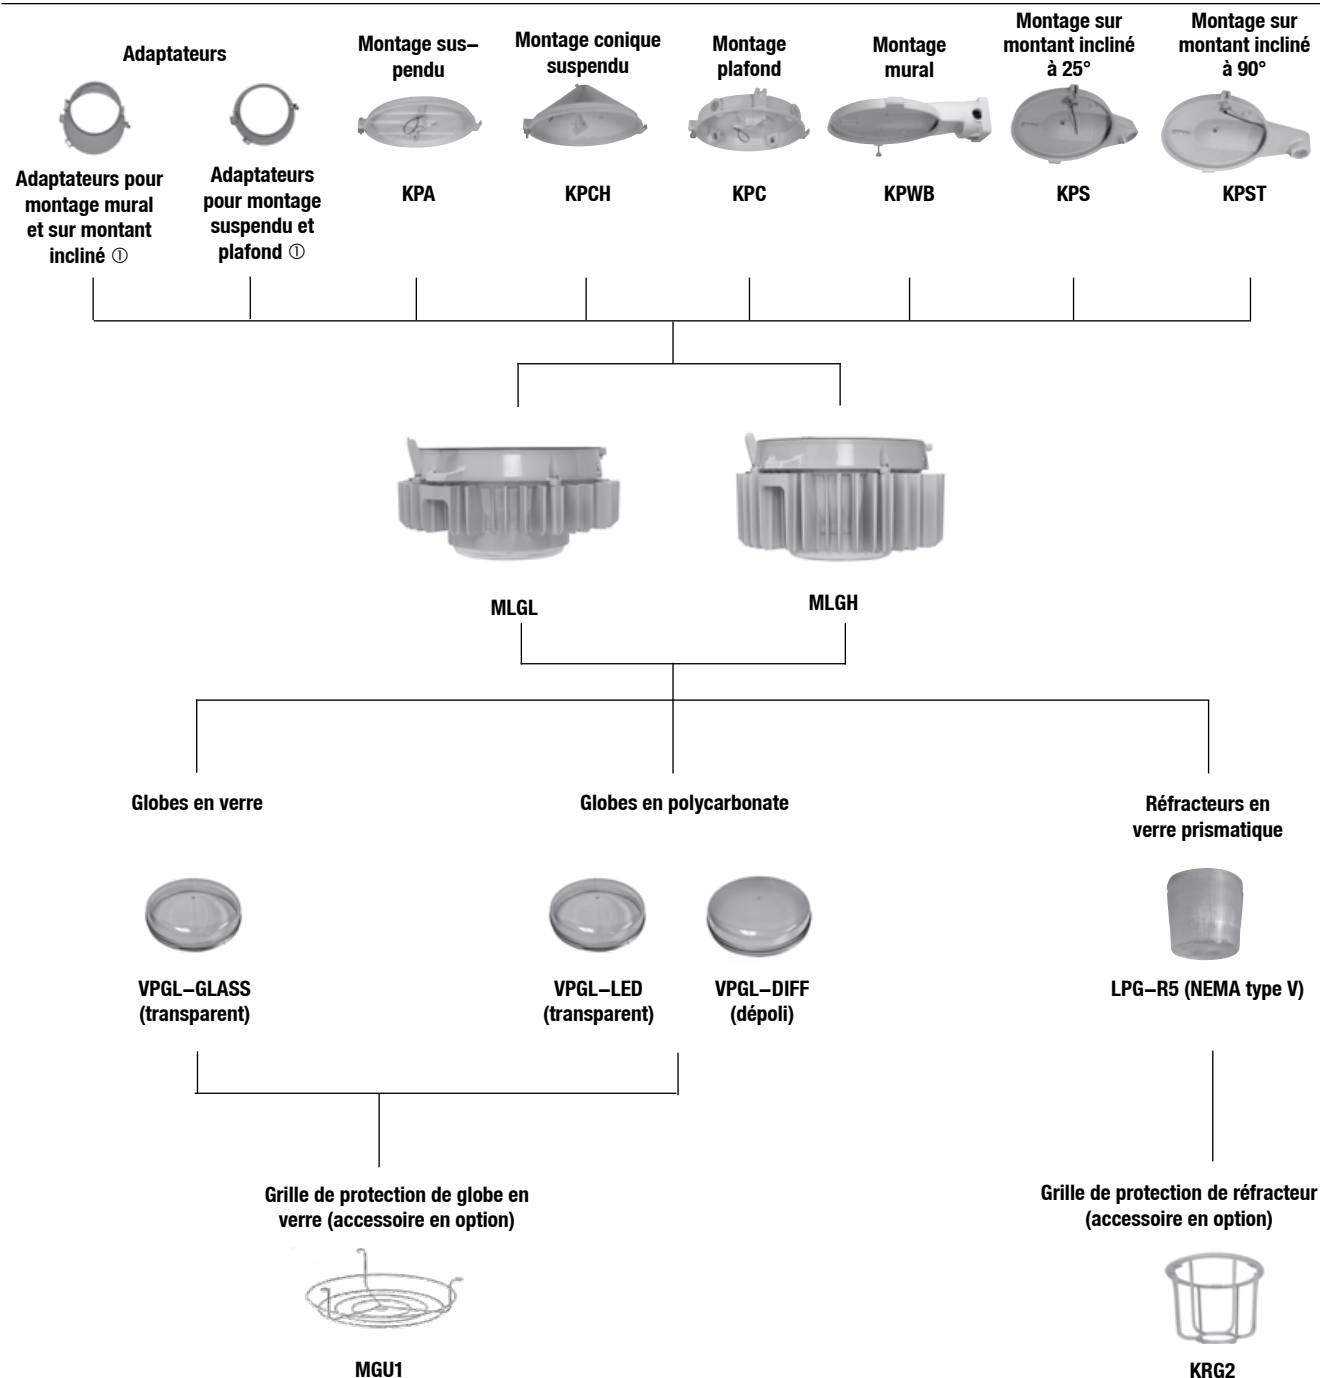 Adaptateurs
Montage sus–
pendu
Montage conique
suspendu
Montage
plafond
Montage
mural
Montage sur
montant incliné
à 25°
Montage sur
montant incliné
à 90°
Adaptateurs pour
montage mural
et sur montant
incliné ①
Adaptateurs
pour montage
suspendu et
plafond ①
KPA
KPCH
KPC
KPWB
KPS
KPST
MLGL
MLGH
Globes en verre
Globes en polycarbonate
Réfracteurs en
verre prismatique
VPGL–GLASS
(transparent)
VPGL–LED
(transparent)
VPGL–DIFF
(dépoli)
LPG–R5 (NEMA type V)
Grille de protection de globe en
verre (accessoire en option)
Grille de protection de réfracteur
(accessoire en option)
MGU1
KRG2